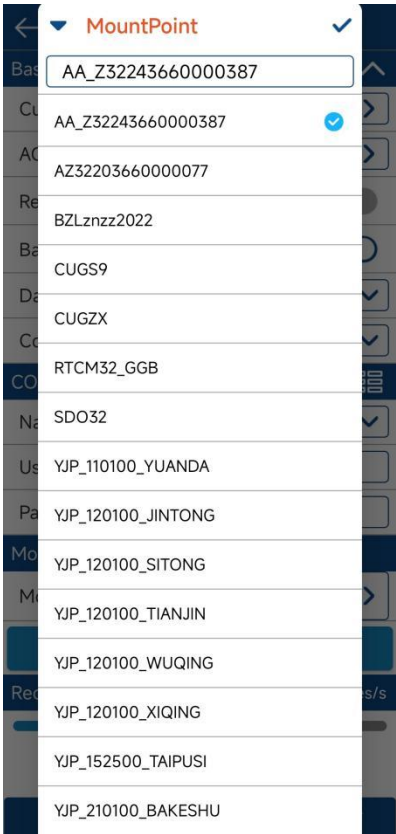 MountPoint
AA_Z32243660000387
AA_Z32243660000387
AZ32203660000077
BZLznzz2022
CUGS9
CUGZX
RTCM32_GGB
SDO32
YJP_110100_YUANDA
YJP_120100_JINTONG
YJP_120100_SITONG
YJP_120100_TIANJIN
YJP_120100_WUQING
YJP_120100_XIQING
YJP_152500_TAIPUSI
YJP_210100_BAKESHU